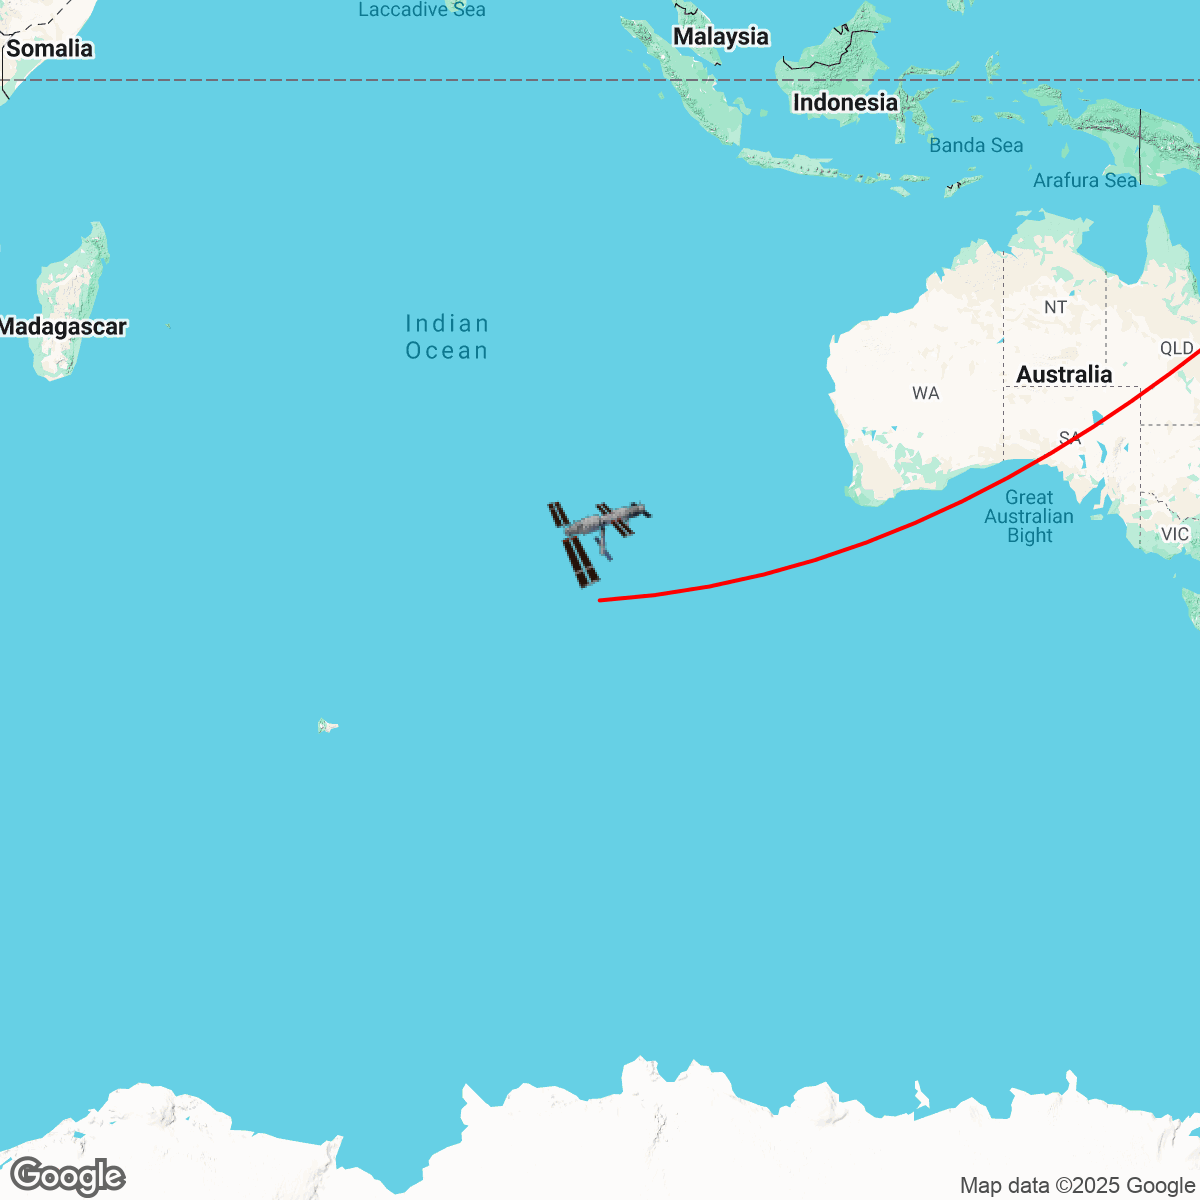 Laccadive Sea
Somalia
Malaysia
Indonesia
Banda Sea
Arafura Sea
Madagascar
Indian
Ocean
NT
QLD
Australia
WA
SA
Great
Australian
Bight
VIC
Google
Map data ©2025 Google